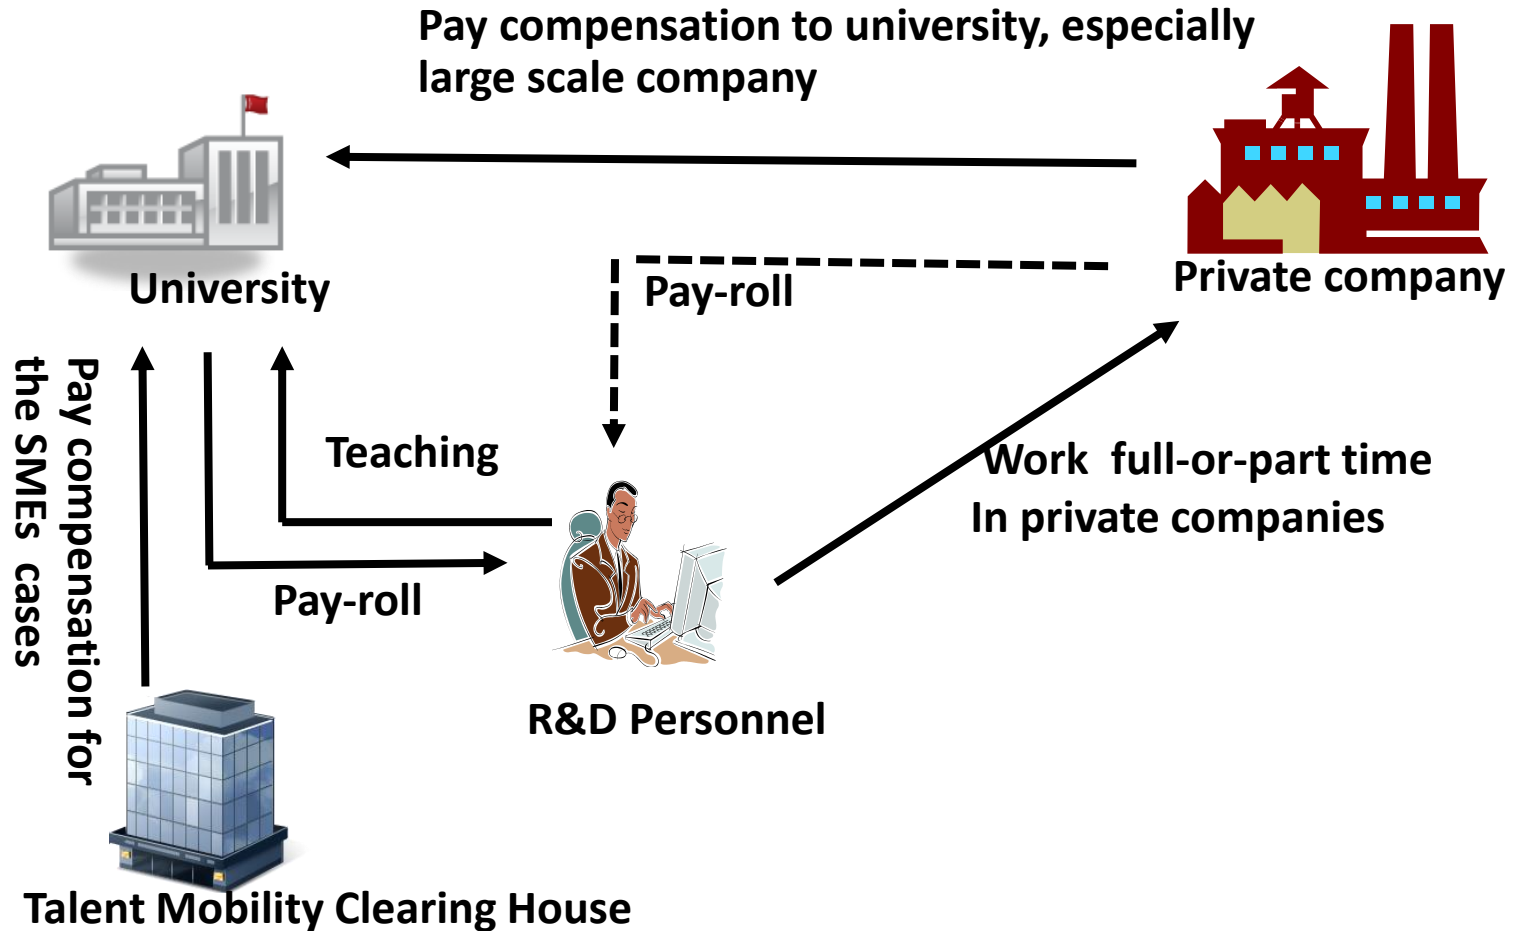 Pay compensation to university, especially
large scale company
University
Private company
Pay-roll
Pay compensation for
the SMEs cases
Teaching
Work full-or-part time
In private companies
Pay-roll
R&D Personnel
Talent Mobility Clearing House